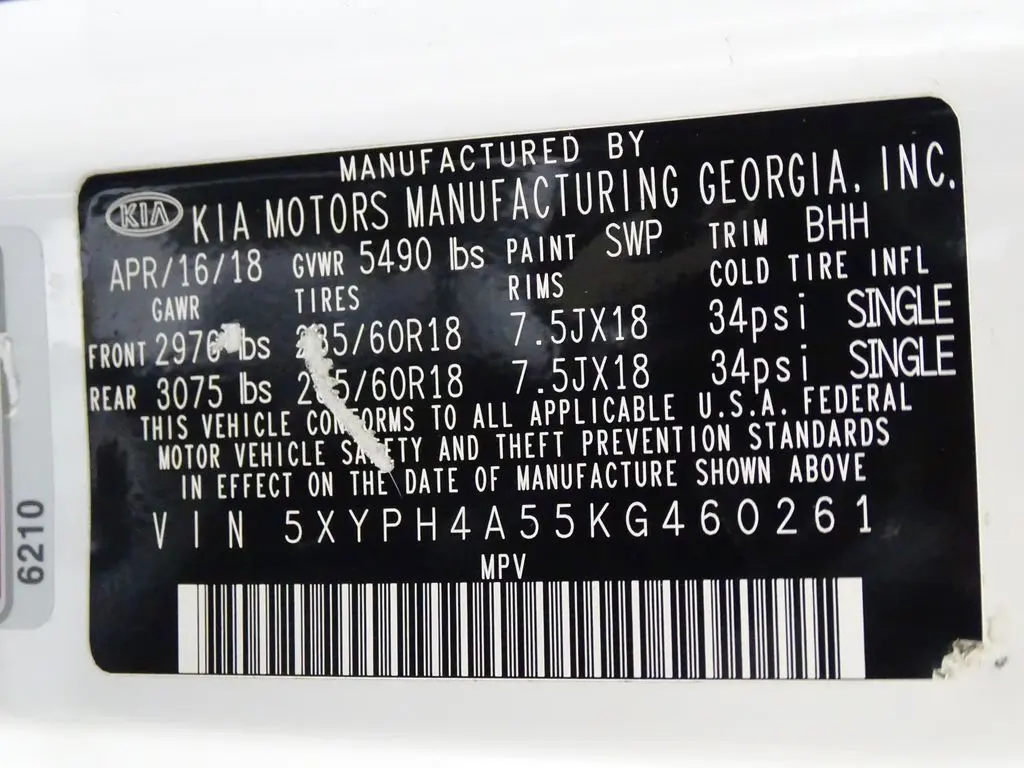 MANUFACTURED BY
KIA KIA MOTORS MANUFACTURING GEORGIA, INC.
APR/16/18 GVWR 5490 lbs PAINT SWP TRIM BHH
GAWR TIRES RIMS COLD TIRE INFL
FRONT lbs 7.5JX18 34psi SINGLE
REAR 3075 lbs 7.5JX18 34psi SINGLE
THIS VEHICLE CONFORMS TO ALL APPLICABLE U.S.A. FEDERAL
MOTOR VEHICLE SAFETY AND THEFT PREVENTION STANDARDS
IN EFFECT ON THE DATE OF MANUFACTURE SHOWN ABOVE
VIN 5XYPH4A55KG460261
MPV
6210